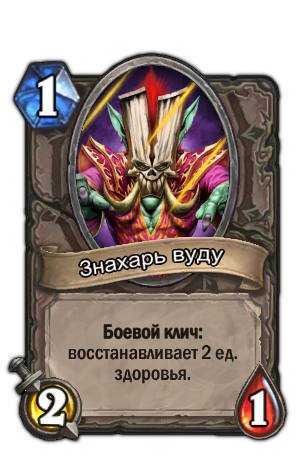 1
Знахарь вуду
Боевой клич:
восстанавливает 2 ед.
здоровья.
2
1